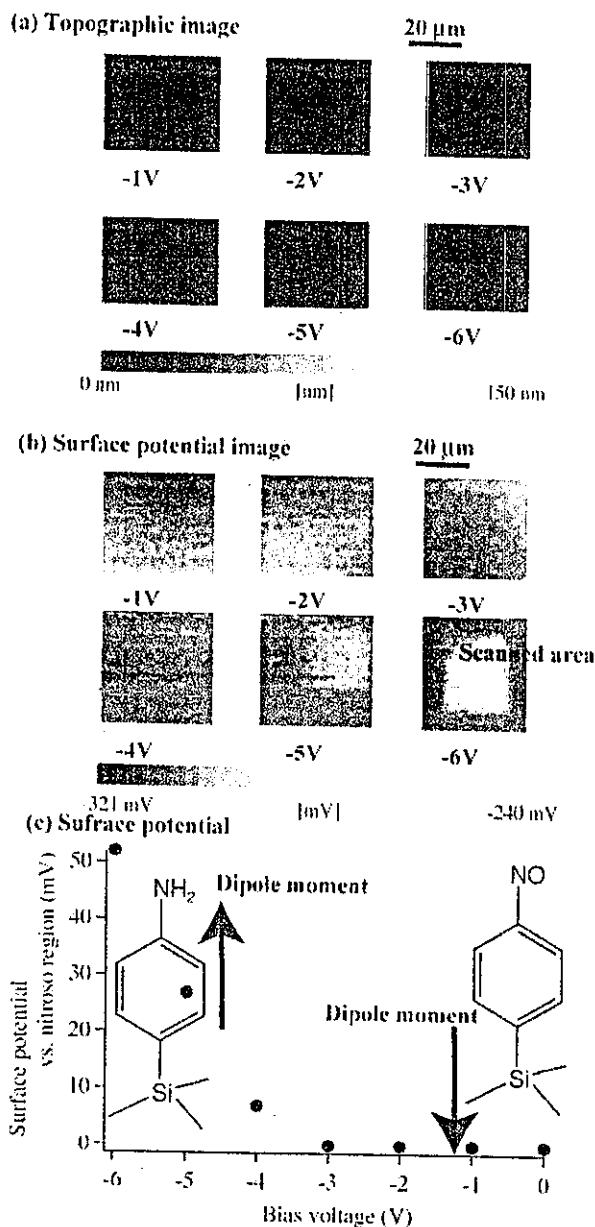 (a) Topographic image
20 µm
-1V -2V -3V
-4V -5V -6V
0 nm [nm] 150 nm
(b) Surface potential image
20 µm
-1V -2V -3V
Scanned area
-4V -5V -6V
-321 mV [mV] -240 mV
(c) Sufrace potential
Surface potential
vs. nitroso region (mV)
50
40
30
20
10
0
NH2
Dipole moment
Si
NO
Dipole moment
Si
-6 -5 -4 -3 -2 -1 0
Bias voltage (V)